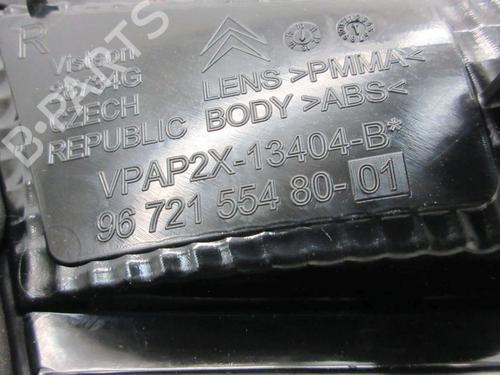 R
Visteon
CZECH
REPUBLIC
LENS >PMMA<
BODY >ABS<
VPAP2X-13404-B*
96 721 554 80-01
B-PARTS